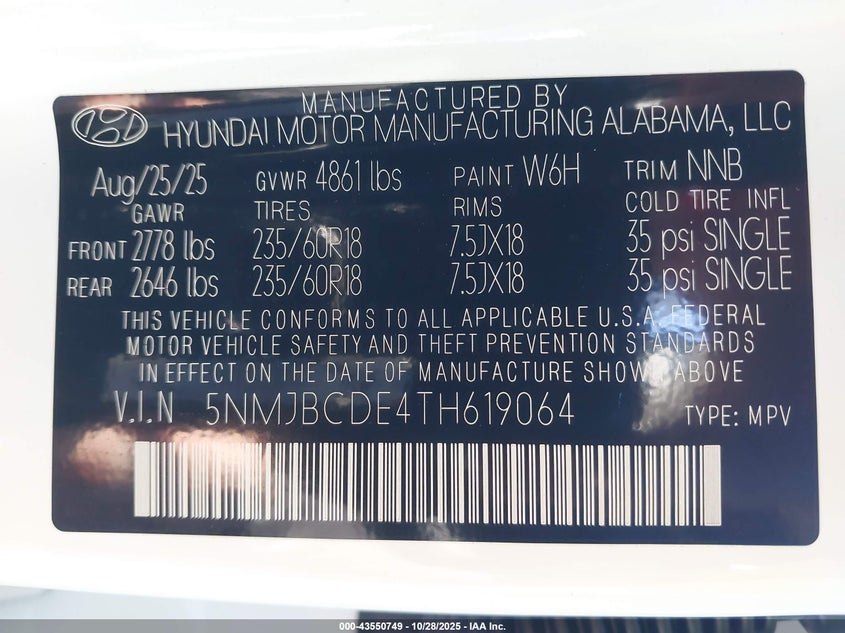 MANUFACTURED BY
HYUNDAI MOTOR MANUFACTURING ALABAMA, LLC
Aug/25/25 GVWR 4861 lbs PAINT W6H TRIM NNB
GAWR TIRES RIMS COLD TIRE INFL
FRONT 2778 lbs 235/60R18 7.5JX18 35 psi SINGLE
REAR 2646 lbs 235/60R18 7.5JX18 35 psi SINGLE
THIS VEHICLE CONFORMS TO ALL APPLICABLE U.S.A. FEDERAL
MOTOR VEHICLE SAFETY AND THEFT PREVENTION STANDARDS
IN EFFECT ON THE DATE OF MANUFACTURE SHOWN ABOVE
V.I.N 5NMJBCDE4TH619064 TYPE: MPV
000-43550749 - 10/28/2025 - IAA Inc.